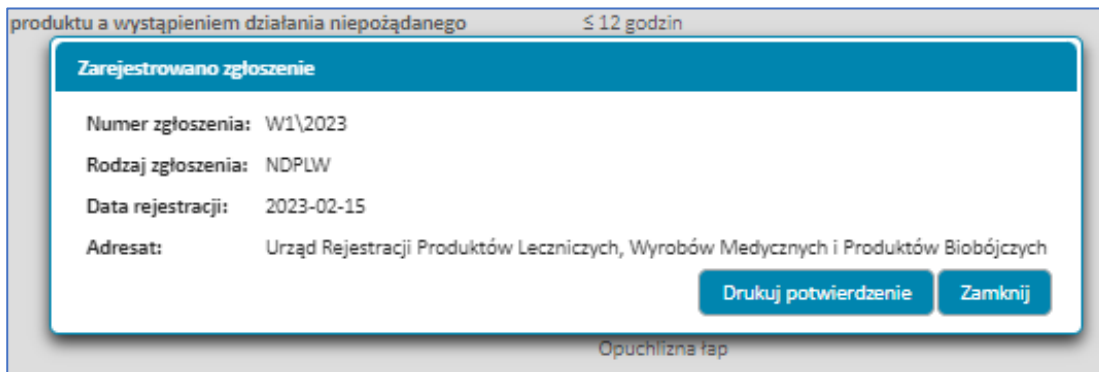 produktu a wystąpieniem działania niepożądanego ≤ 12 godzin
Zarejestrowano zgłoszenie
Numer zgłoszenia: W1\2023
Rodzaj zgłoszenia: NDPLW
Data rejestracji: 2023-02-15
Adresat: Urząd Rejestracji Produktów Leczniczych, Wyrobów Medycznych i Produktów Biobójczych
Drukuj potwierdzenie Zamknij
Opuchlizna łap